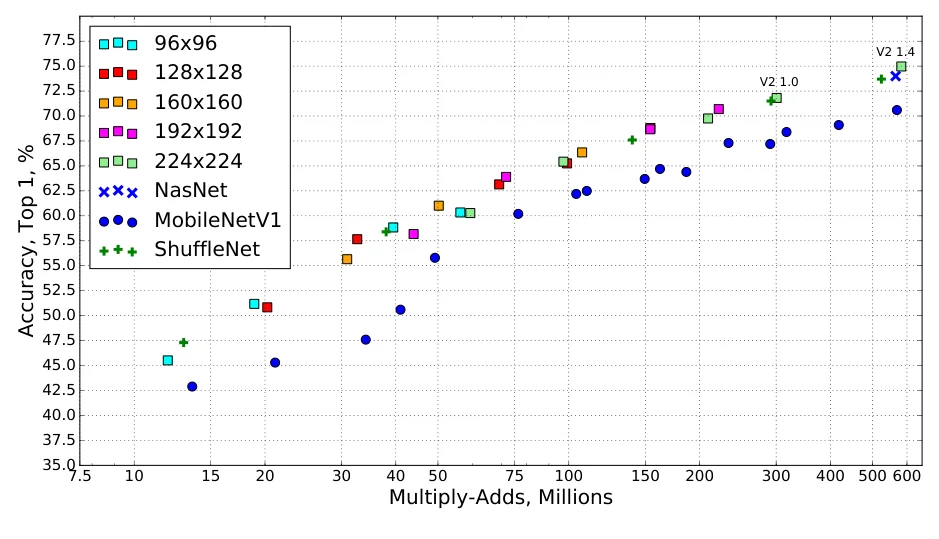 77.5
75.0
72.5
70.0
67.5
65.0
62.5
60.0
57.5
55.0
52.5
50.0
47.5
45.0
42.5
40.0
37.5
35.0
Accuracy, Top 1, %
96x96
128x128
160x160
192x192
224x224
NasNet
MobileNetV1
ShuffleNet
V2 1.0
V2 1.4
7.5 10 15 20 30 40 50 75 100 150 200 300 400 500 600
Multiply-Adds, Millions